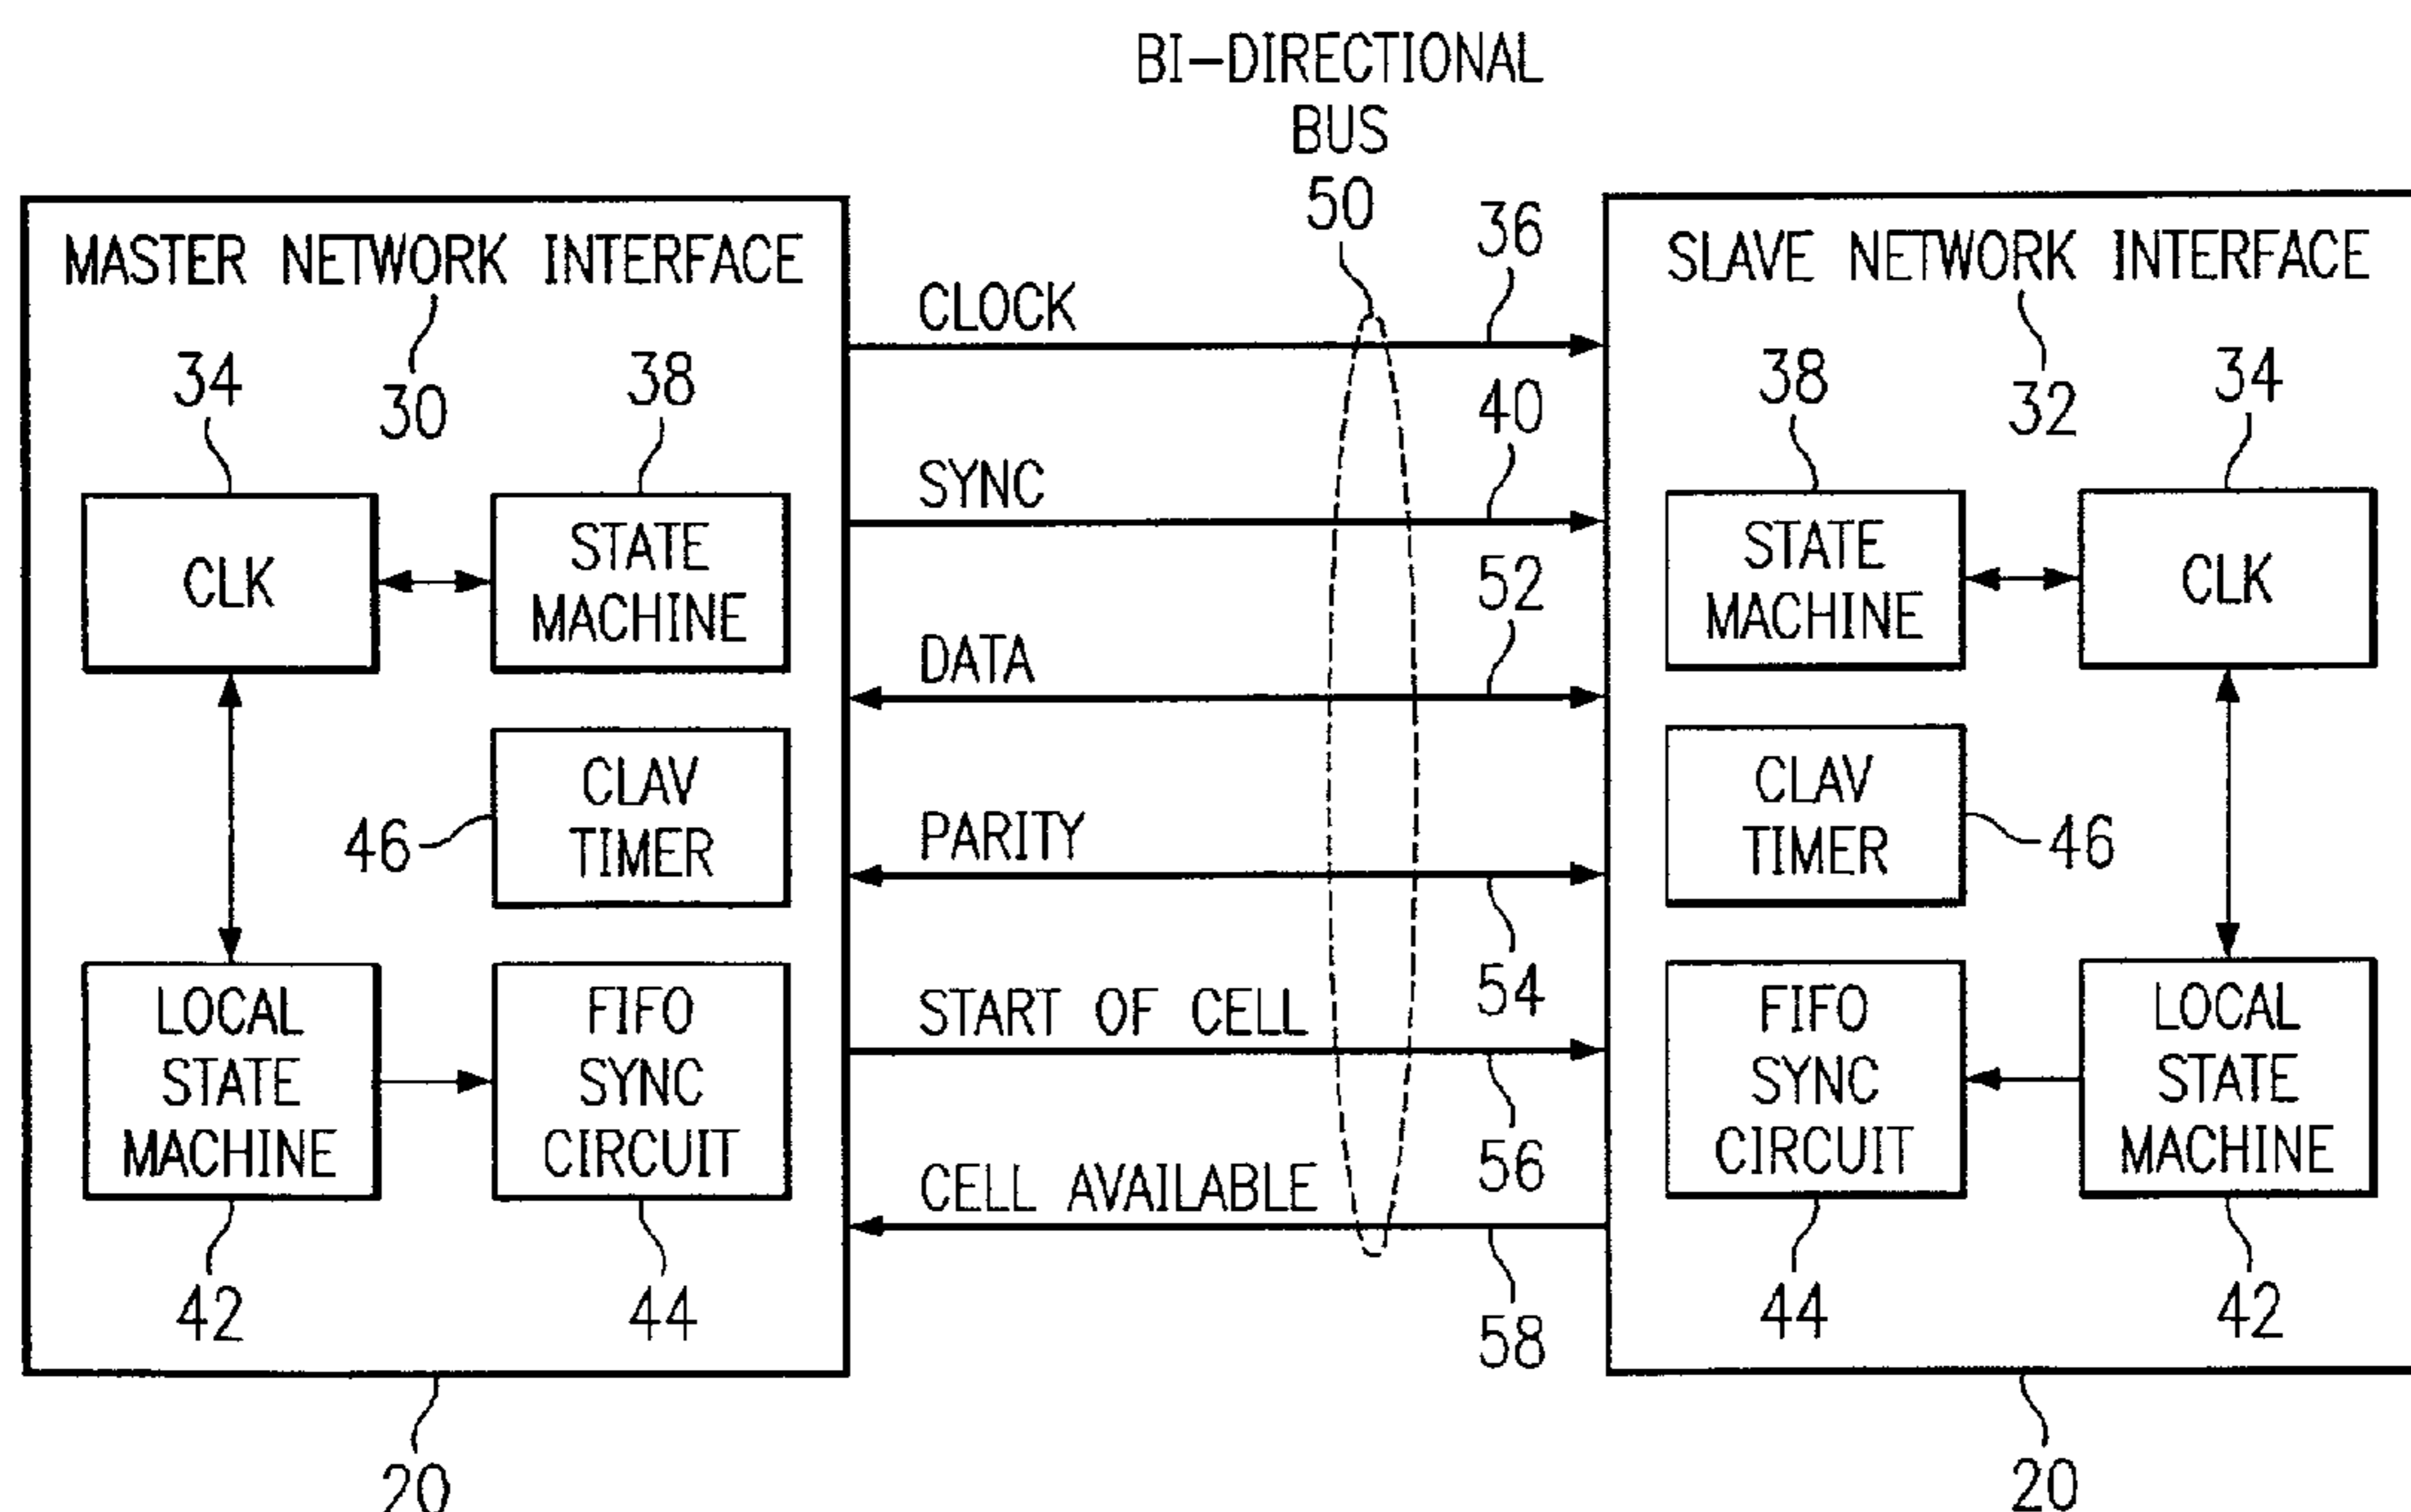 BI-DIRECTIONAL
BUS
50
MASTER NETWORK INTERFACE
30
34
38
CLK
STATE
MACHINE
46
CLAV
TIMER
LOCAL
STATE
MACHINE
FIFO
SYNC
CIRCUIT
42
44
20
CLOCK
36
SYNC
40
DATA
52
PARITY
54
START OF CELL
56
CELL AVAILABLE
58
SLAVE NETWORK INTERFACE
32
38
34
STATE
MACHINE
CLK
CLAV
TIMER
46
FIFO
SYNC
CIRCUIT
LOCAL
STATE
MACHINE
44
42
20